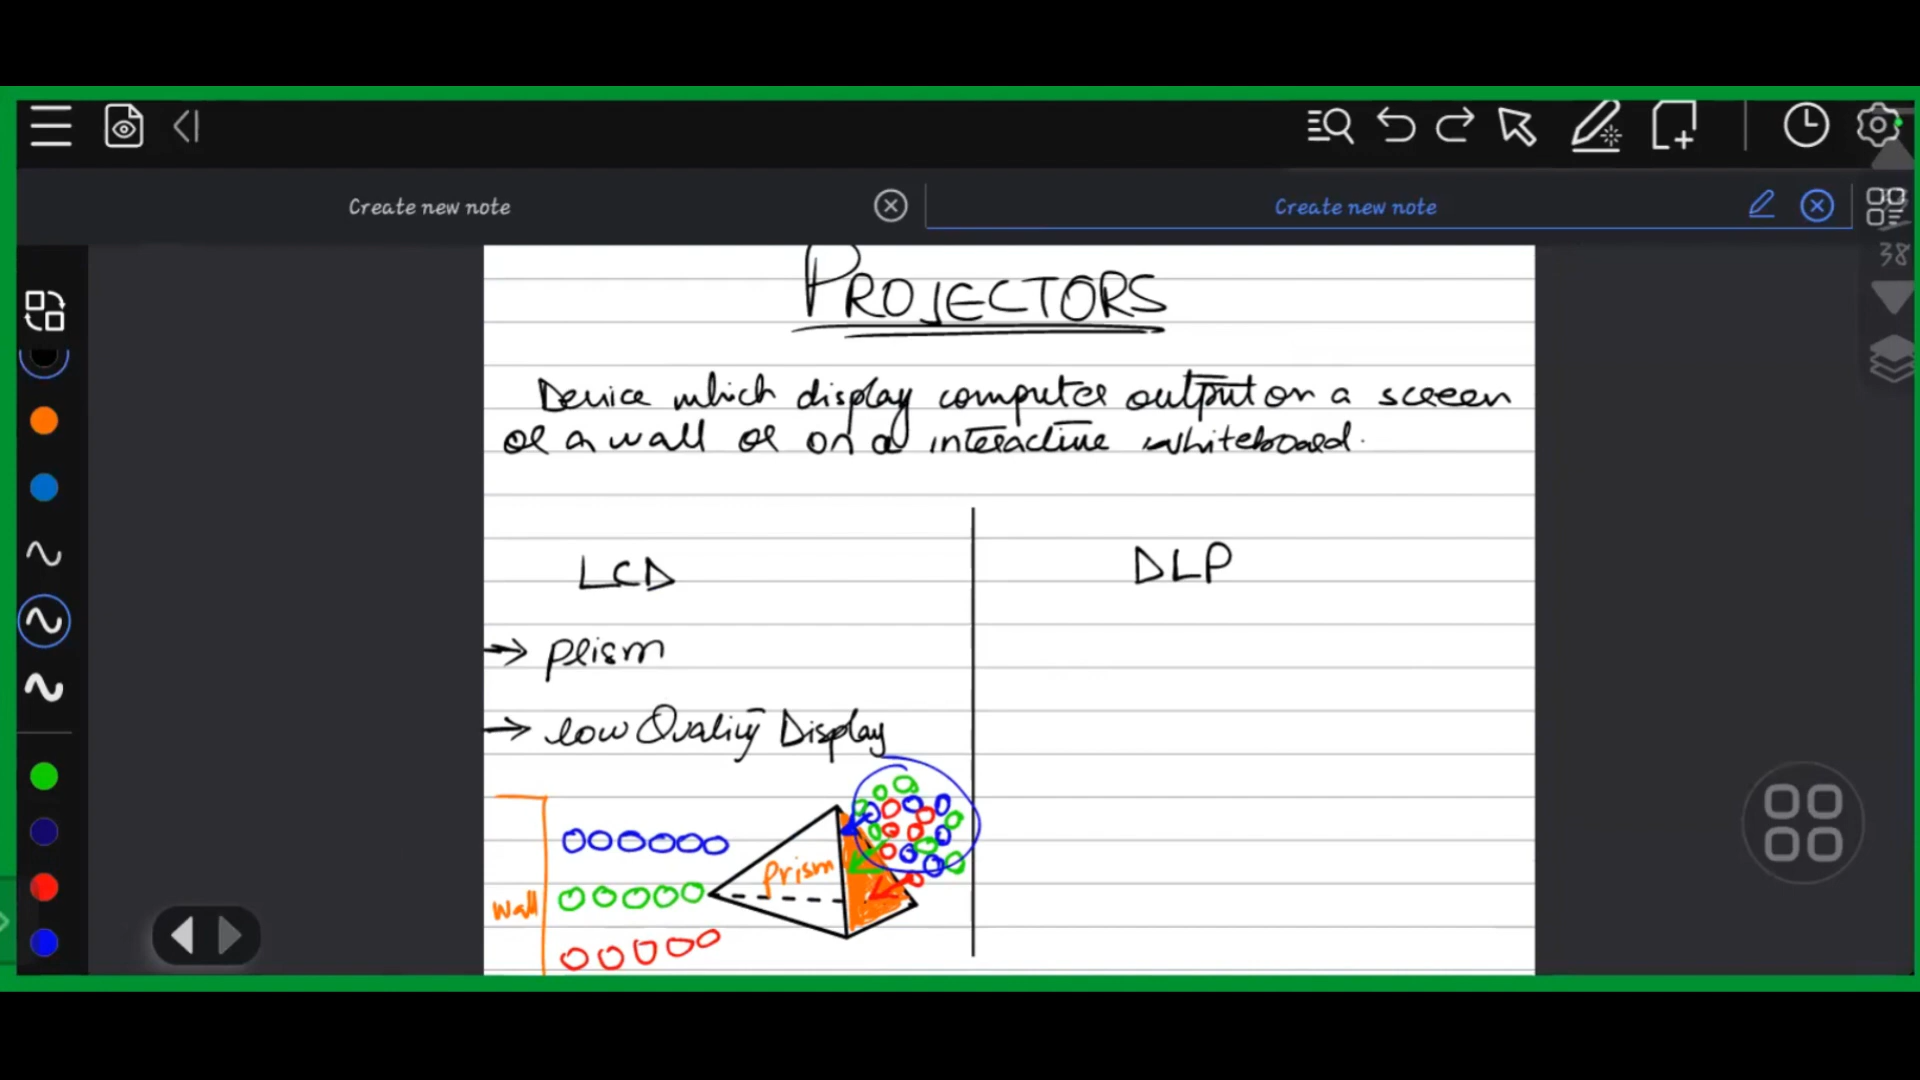 Create new note
Create new note
38
PROJECTORS
Device which display computer output on a screen
or a wall or on a interactive whiteboard.
LCD
DLP
→ prism
→ low Quality Display
Prism
Wall